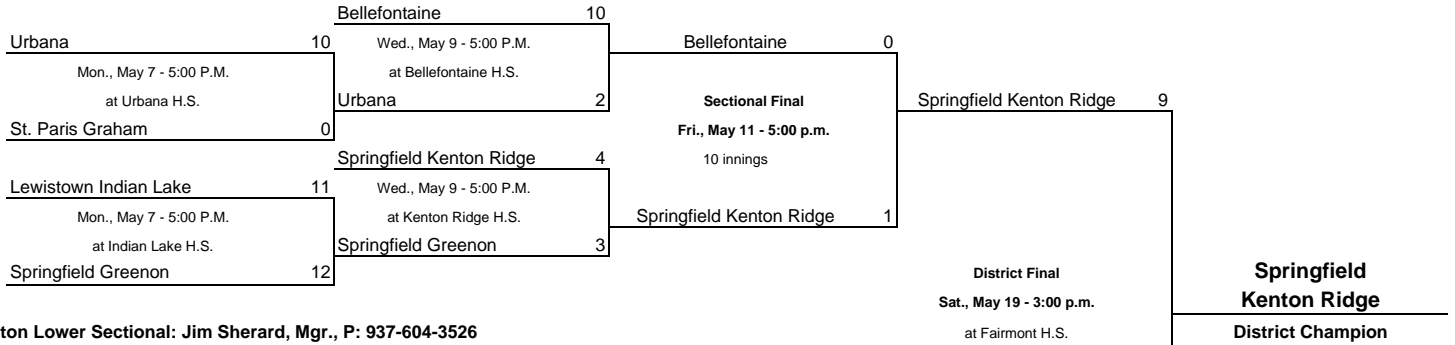 Bellefontaine 10
Urbana 10
Wed., May 9 - 5:00 P.M.
Bellefontaine 0
Mon., May 7 - 5:00 P.M.
at Bellefontaine H.S.
at Urbana H.S.
Urbana 2
Sectional Final
Springfield Kenton Ridge 9
St. Paris Graham 0
Fri., May 11 - 5:00 p.m.
Springfield Kenton Ridge 4
10 innings
Lewistown Indian Lake 11
Wed., May 9 - 5:00 P.M.
Mon., May 7 - 5:00 P.M.
at Kenton Ridge H.S.
Springfield Kenton Ridge 1
at Indian Lake H.S.
Springfield Greenon 3
Springfield Greenon 12
District Final
Springfield
Sat., May 19 - 3:00 p.m.
Kenton Ridge
ton Lower Sectional: Jim Sherard, Mgr., P: 937-604-3526
at Fairmont H.S.
District Champion